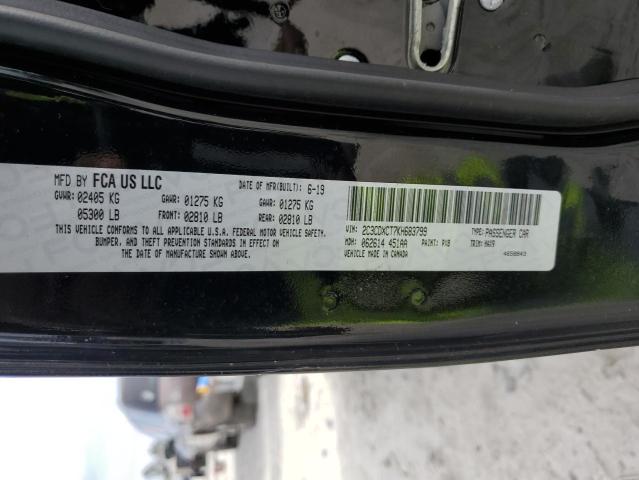 MFD BY FCA US LLC
DATE OF MFR(BUILT): 6-19
GVWR: 02405 KG GAWR: 01275 KG GAWR: 01275 KG
05300 LB FRONT: 02810 LB REAR: 02810 LB
THIS VEHICLE CONFORMS TO ALL APPLICABLE U.S.A. FEDERAL MOTOR VEHICLE SAFETY,
BUMPER, AND THEFT PREVENTION STANDARDS IN EFFECT ON
THE DATE OF MANUFACTURE SHOWN ABOVE.
VIN: 2C3CDXCT7KH683799 TYPE: PASSENGER CAR
MDH: 062614 451AA PAINT: PX8 TRIM: HAX9
VEHICLE MADE IN CANADA